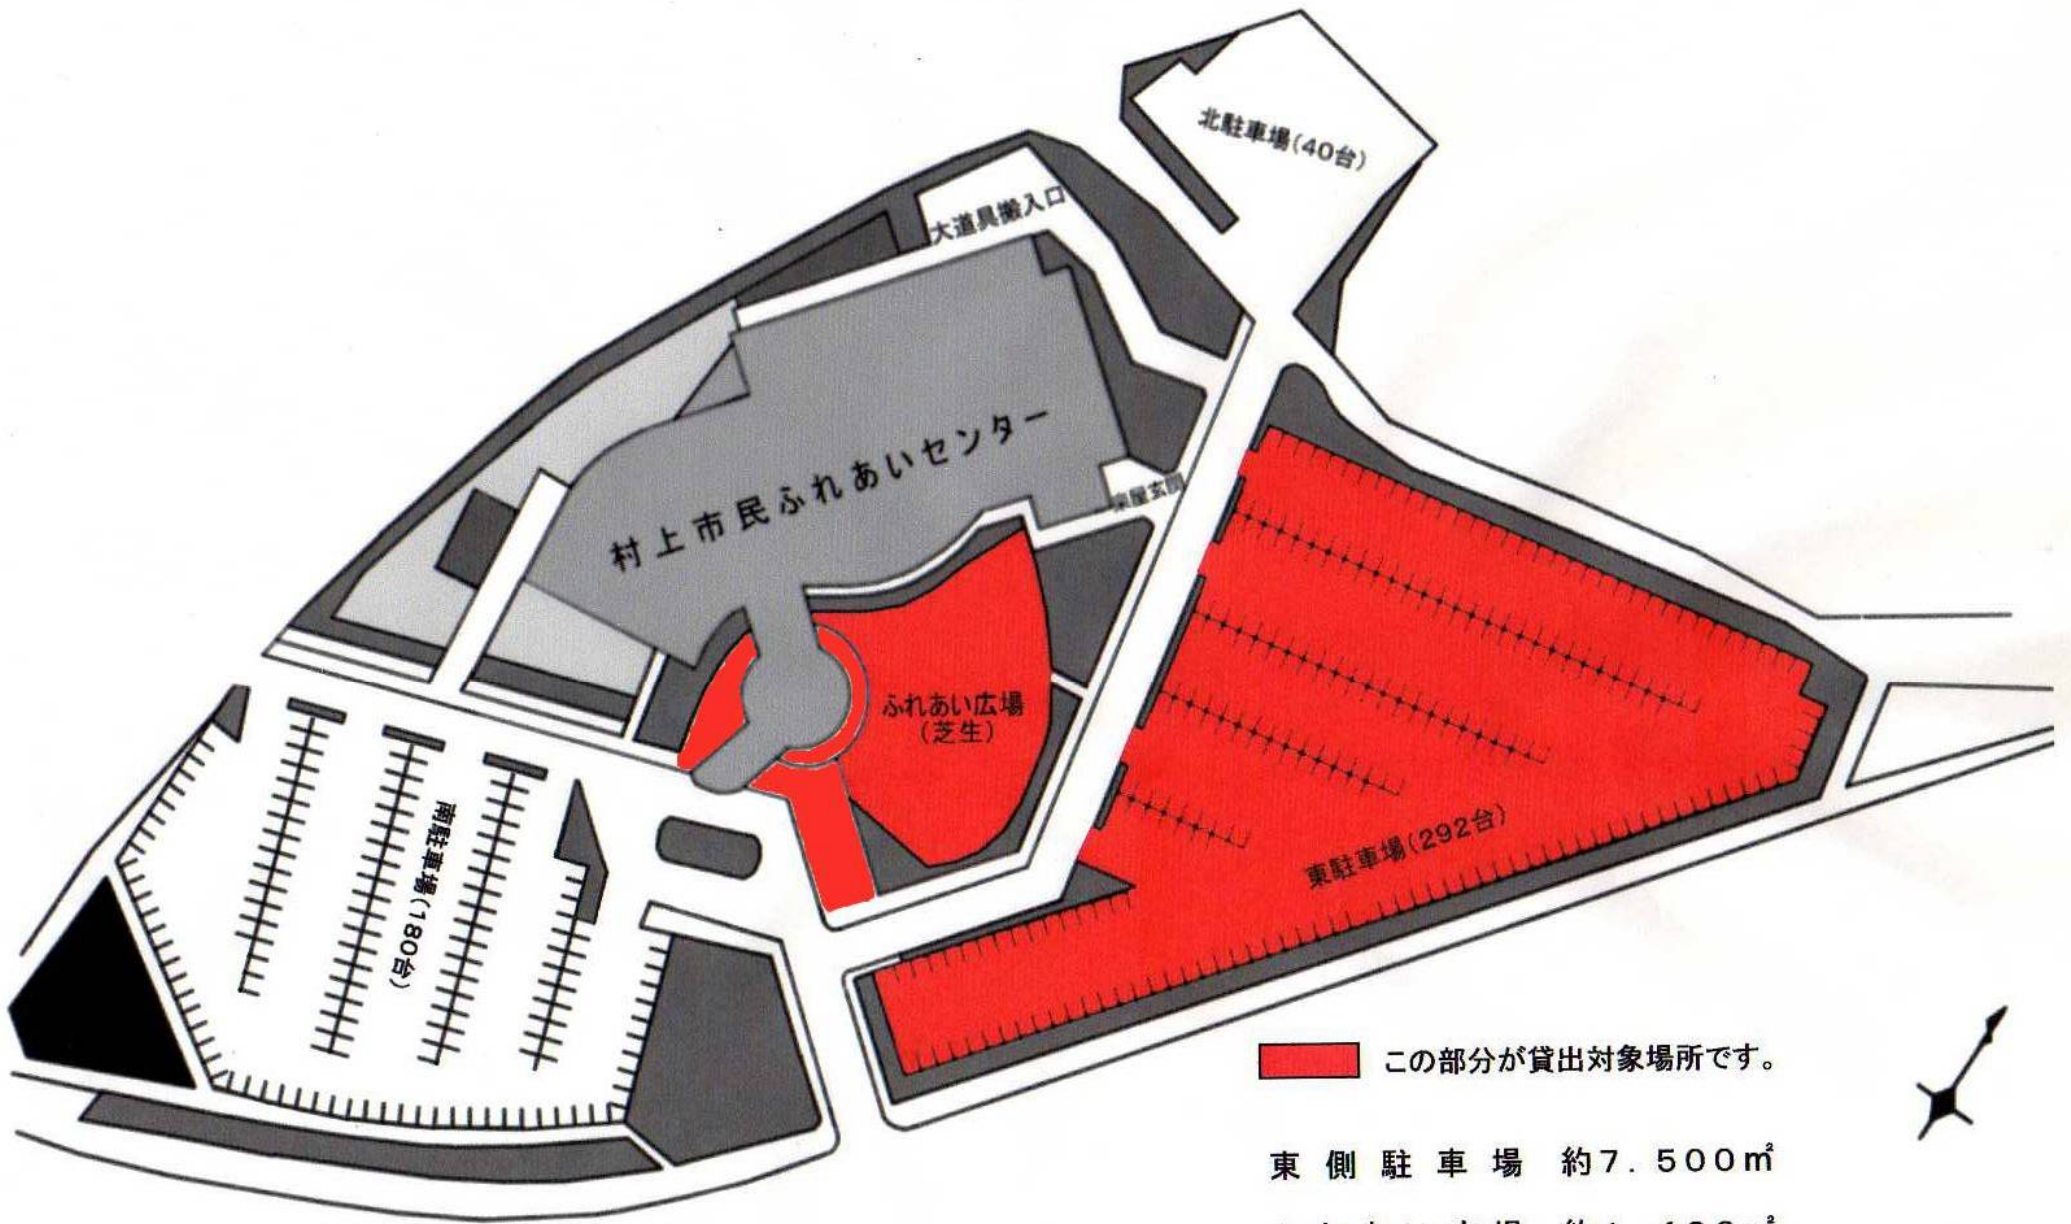 北駐車場(40台)
大道具搬入口
村上市民ふれあいセンター
ふれあい広場
(芝生)
南駐車場(180台)
東駐車場(292台)
この部分が貸出対象場所です。
東側駐車場 約7.500㎡